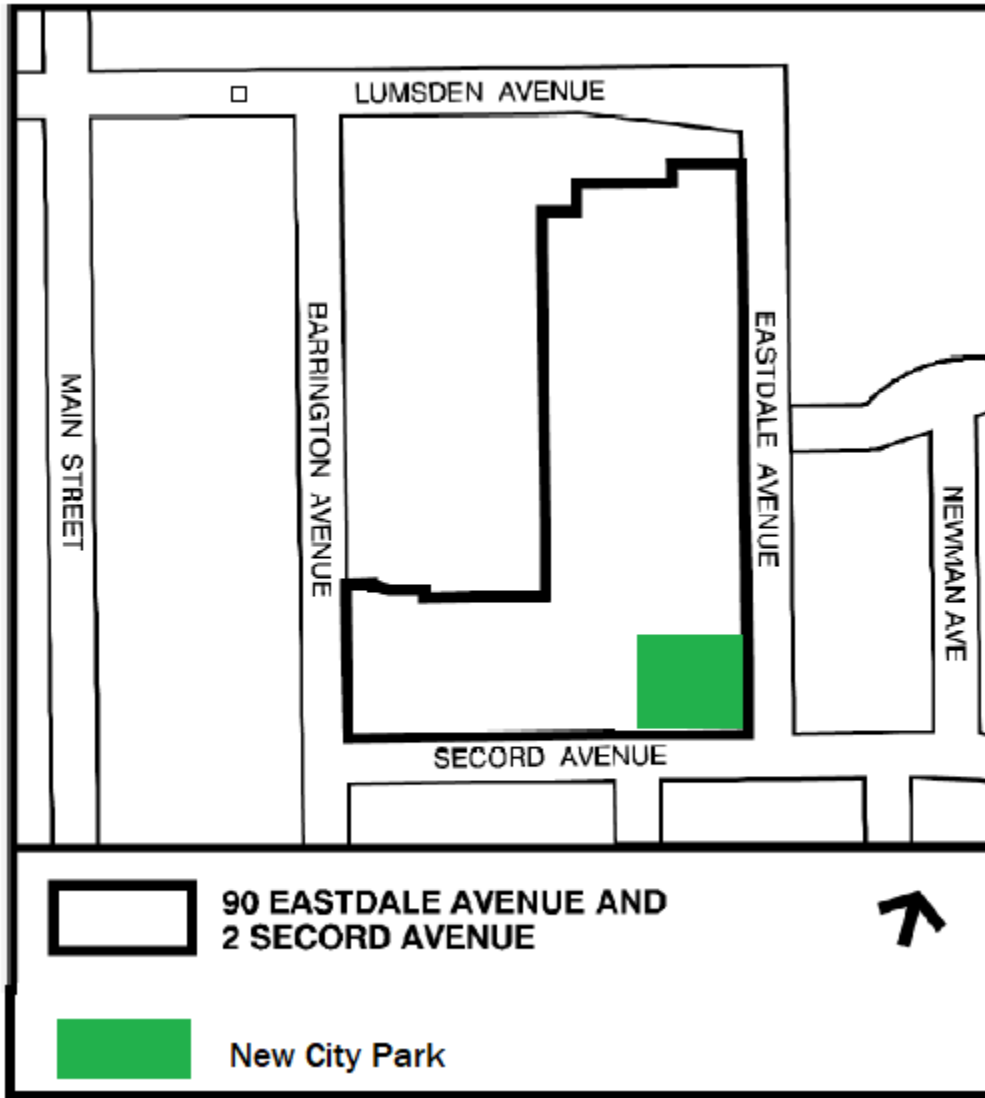 LUMSDEN AVENUE
BARRINGTON AVENUE
EASTDALE AVENUE
MAIN STREET
NEWMAN AVE
SECORD AVENUE
90 EASTDALE AVENUE AND
2 SECORD AVENUE
New City Park